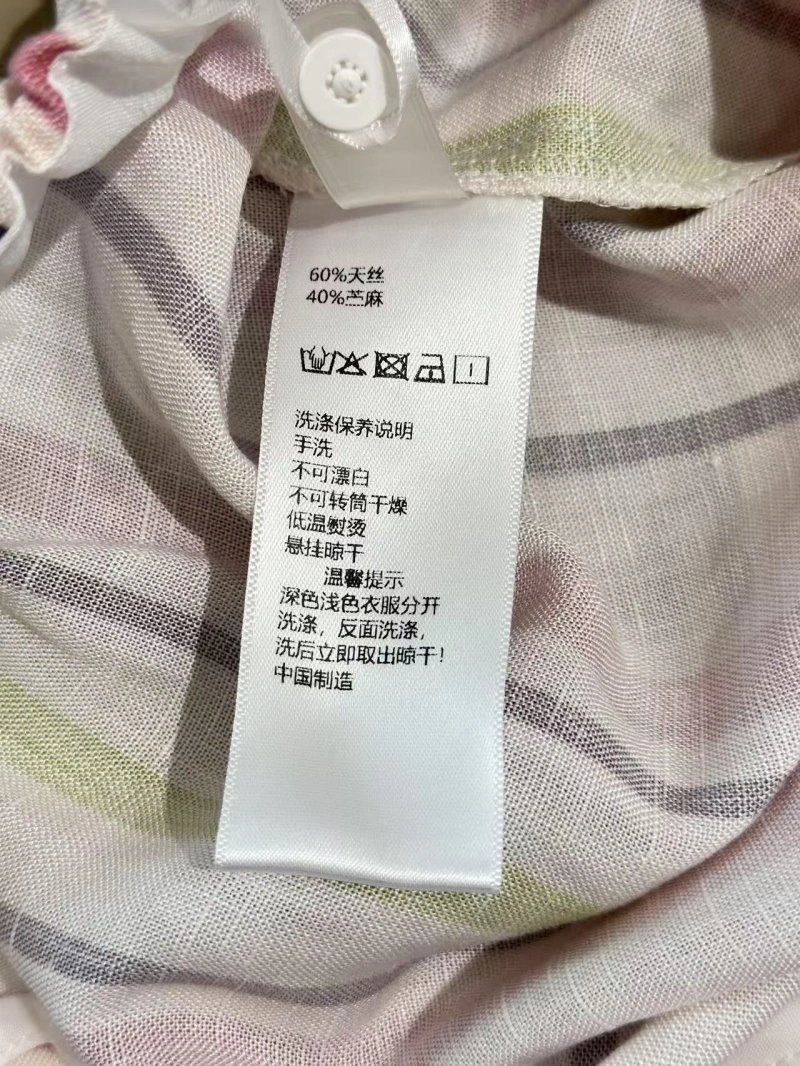 60%天丝
40%苎麻
洗涤保养说明
手洗
不可漂白
不可转筒干燥
低温熨烫
悬挂晾干
温馨提示
深色浅色衣服分开
洗涤，反面洗涤，
洗后立即取出晾干！
中国制造